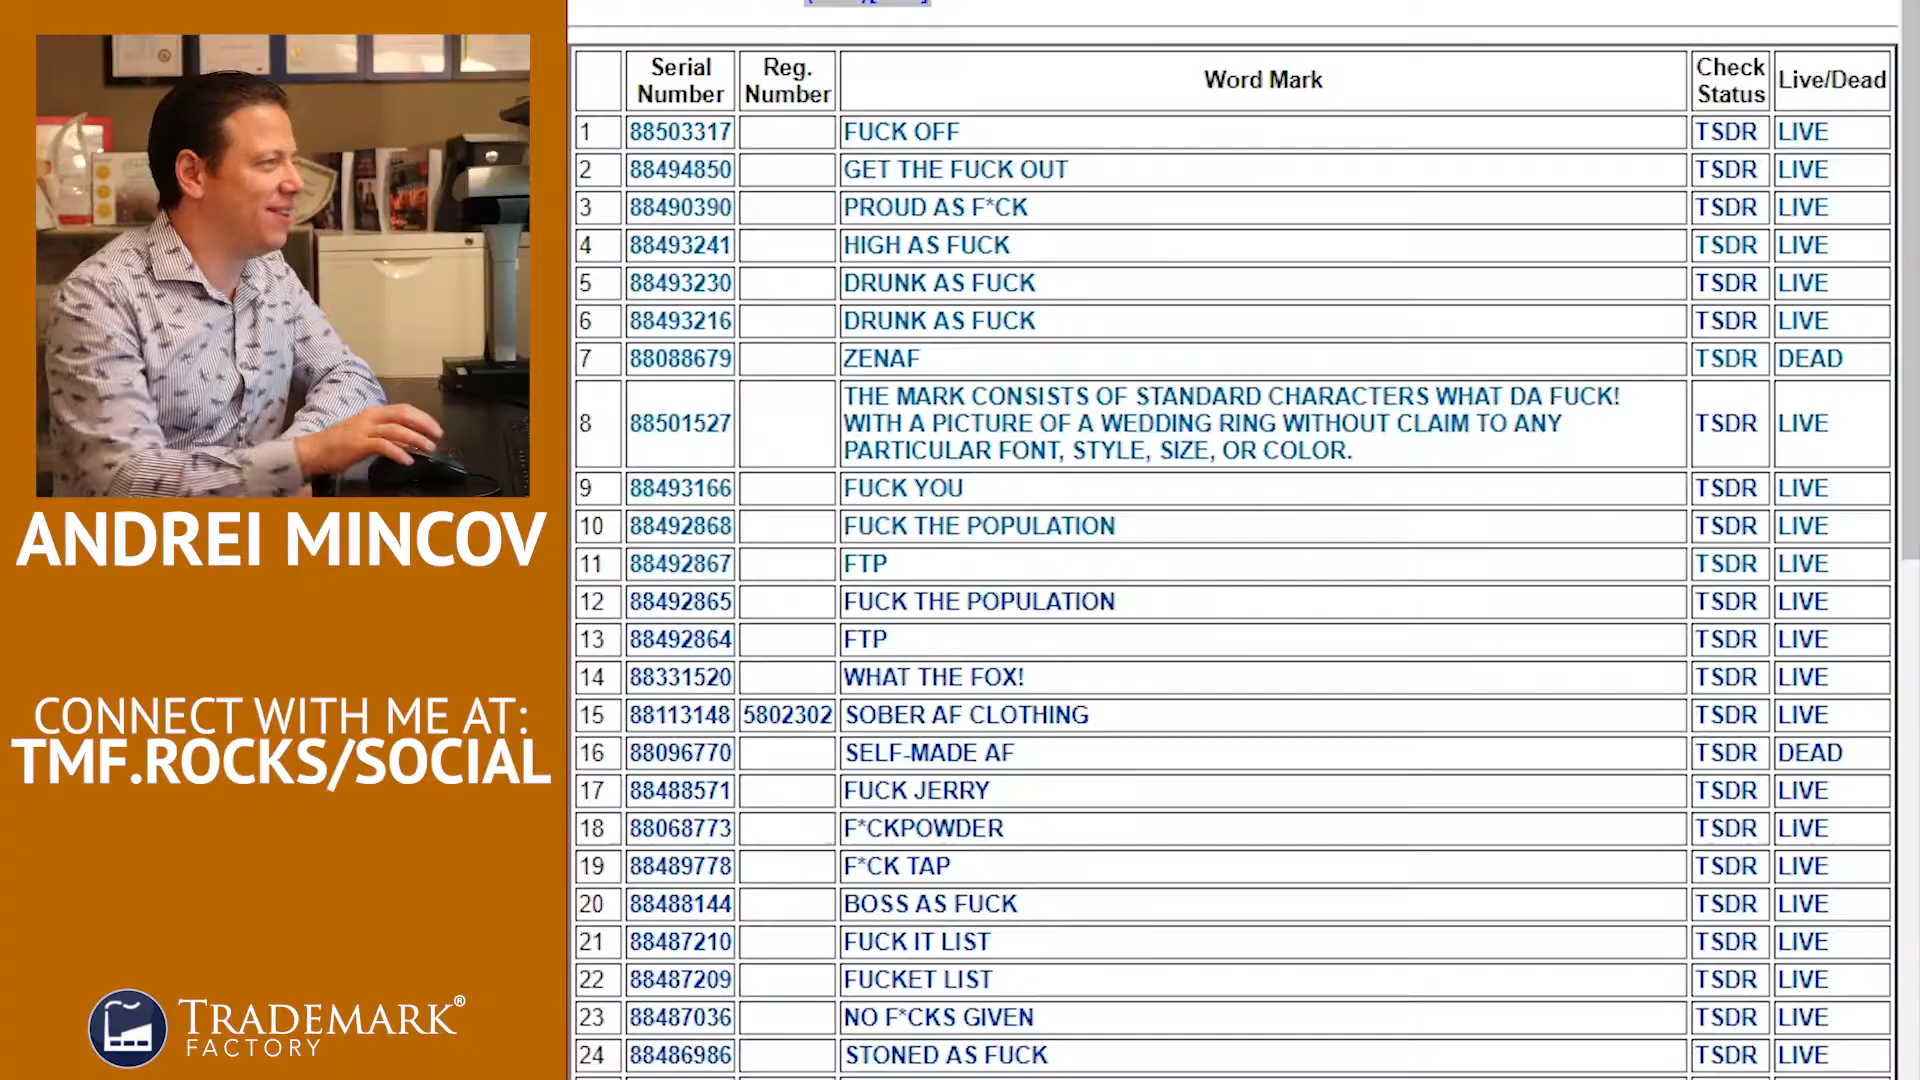 ANDREI MINCOV
CONNECT WITH ME AT:
TMF.ROCKS/SOCIAL
TRADEMARK®
FACTORY
Serial Number Reg. Number Word Mark Check Status Live/Dead
1 88503317 FUCK OFF TSDR LIVE
2 88494850 GET THE FUCK OUT TSDR LIVE
3 88490390 PROUD AS F*CK TSDR LIVE
4 88493241 HIGH AS FUCK TSDR LIVE
5 88493230 DRUNK AS FUCK TSDR LIVE
6 88493216 DRUNK AS FUCK TSDR LIVE
7 88088679 ZENAF TSDR DEAD
8 88501527 THE MARK CONSISTS OF STANDARD CHARACTERS WHAT DA FUCK!
WITH A PICTURE OF A WEDDING RING WITHOUT CLAIM TO ANY
PARTICULAR FONT, STYLE, SIZE, OR COLOR. TSDR LIVE
9 88493166 FUCK YOU TSDR LIVE
10 88492868 FUCK THE POPULATION TSDR LIVE
11 88492867 FTP TSDR LIVE
12 88492865 FUCK THE POPULATION TSDR LIVE
13 88492864 FTP TSDR LIVE
14 88331520 WHAT THE FOX! TSDR LIVE
15 88113148 5802302 SOBER AF CLOTHING TSDR LIVE
16 88096770 SELF-MADE AF TSDR DEAD
17 88488571 FUCK JERRY TSDR LIVE
18 88068773 F*CKPOWDER TSDR LIVE
19 88489778 F*CK TAP TSDR LIVE
20 88488144 BOSS AS FUCK TSDR LIVE
21 88487210 FUCK IT LIST TSDR LIVE
22 88487209 FUCKET LIST TSDR LIVE
23 88487036 NO F*CKS GIVEN TSDR LIVE
24 88486986 STONED AS FUCK TSDR LIVE